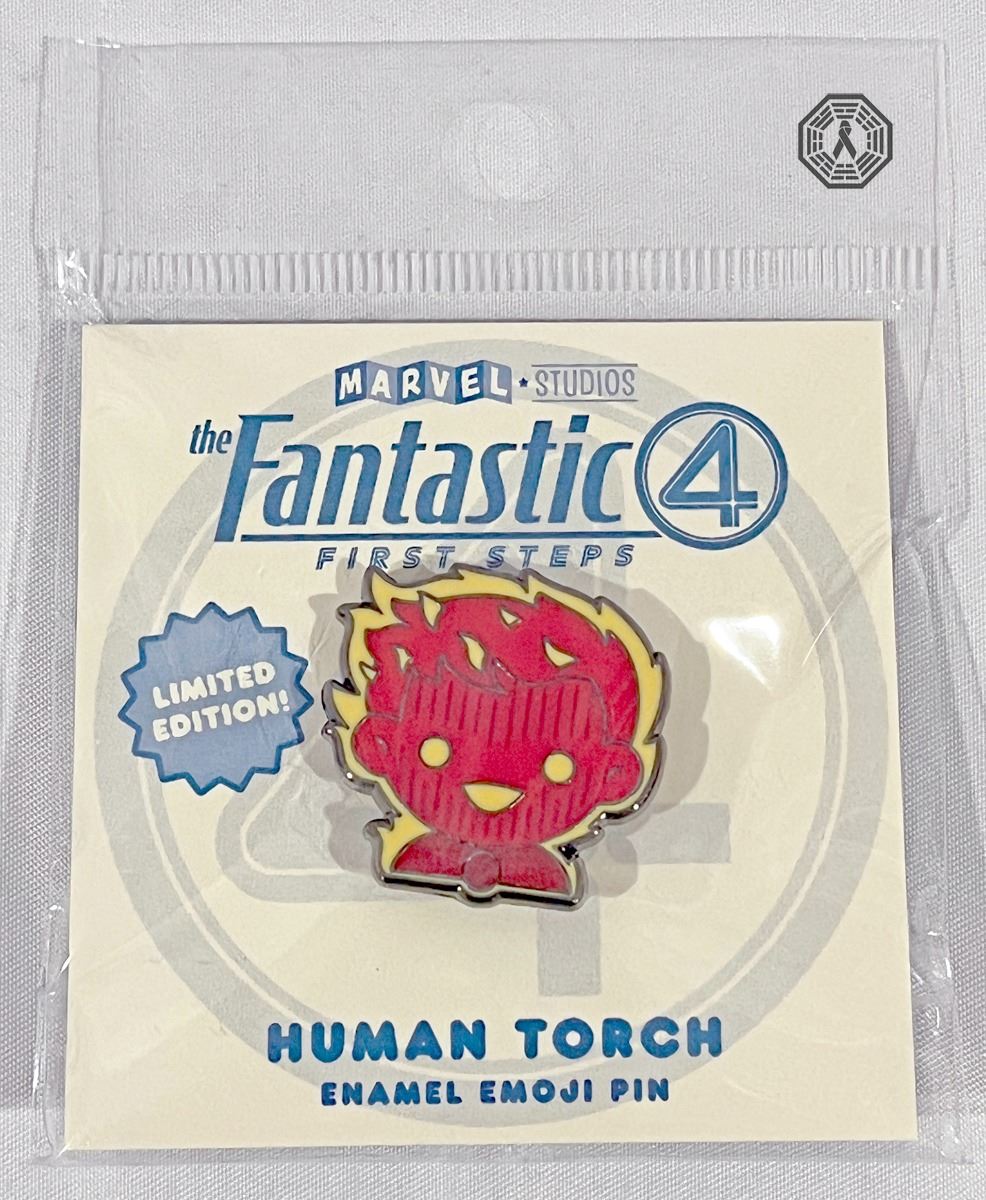 MARVEL STUDIOS
the Fantastic 4
FIRST STEPS
LIMITED
EDITION!
HUMAN TORCH
ENAMEL EMOJI PIN